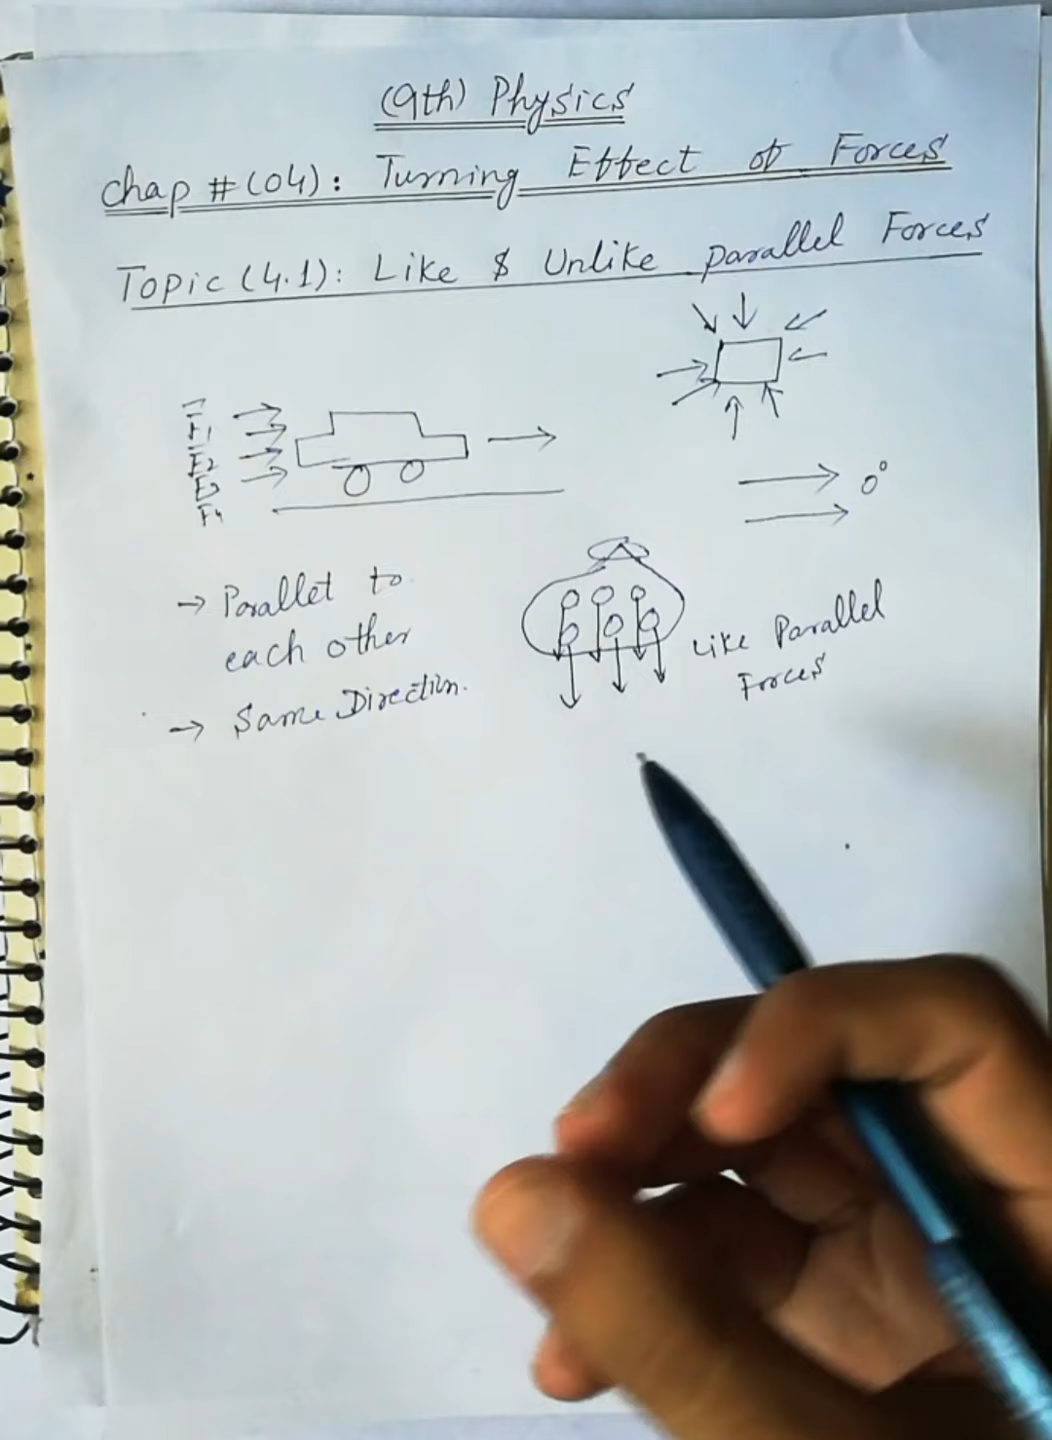 (9th) Physics
Chap # (04): Turning Effect of Forces
Topic (4.1): Like & Unlike parallel Forces
F1
F2
F3
F4
0°
→ Parallel to
each other
→ Same Direction.
Like Parallel
Forces